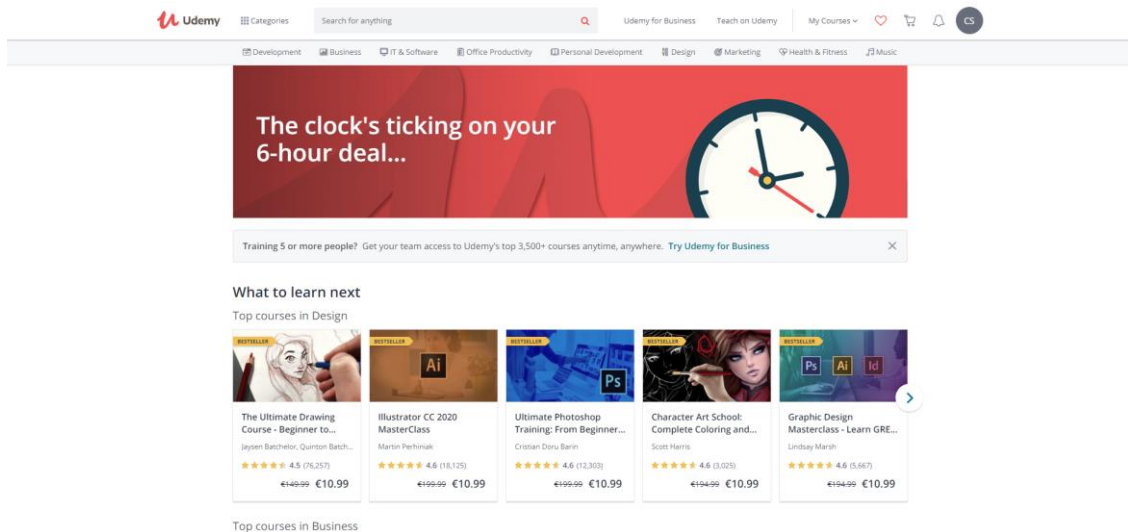 Udemy
Categories
Search for anything
Udemy for Business
Teach on Udemy
My Courses
CS
Development
Business
IT & Software
Office Productivity
Personal Development
Design
Marketing
Health & Fitness
Music
The clock's ticking on your
6-hour deal...
Training 5 or more people? Get your team access to Udemy's top 3,500+ courses anytime, anywhere. Try Udemy for Business
What to learn next
Top courses in Design
BESTSELLER
The Ultimate Drawing
Course - Beginner to...
Jaysen Batchelor, Quinton Batch...
4.5 (76,257)
€149.99 €10.99
BESTSELLER
Ai
Illustrator CC 2020
MasterClass
Martin Perhiniak
4.6 (18,125)
€199.99 €10.99
BESTSELLER
Ps
Ultimate Photoshop
Training: From Beginner...
Cristian Doru Barin
4.6 (12,303)
€199.99 €10.99
BESTSELLER
Character Art School:
Complete Coloring and...
Scott Harris
4.6 (3,025)
€194.99 €10.99
BESTSELLER
Ps Ai Id
Graphic Design
Masterclass - Learn GRE...
Lindsay Marsh
4.6 (5,667)
€194.99 €10.99
Top courses in Business